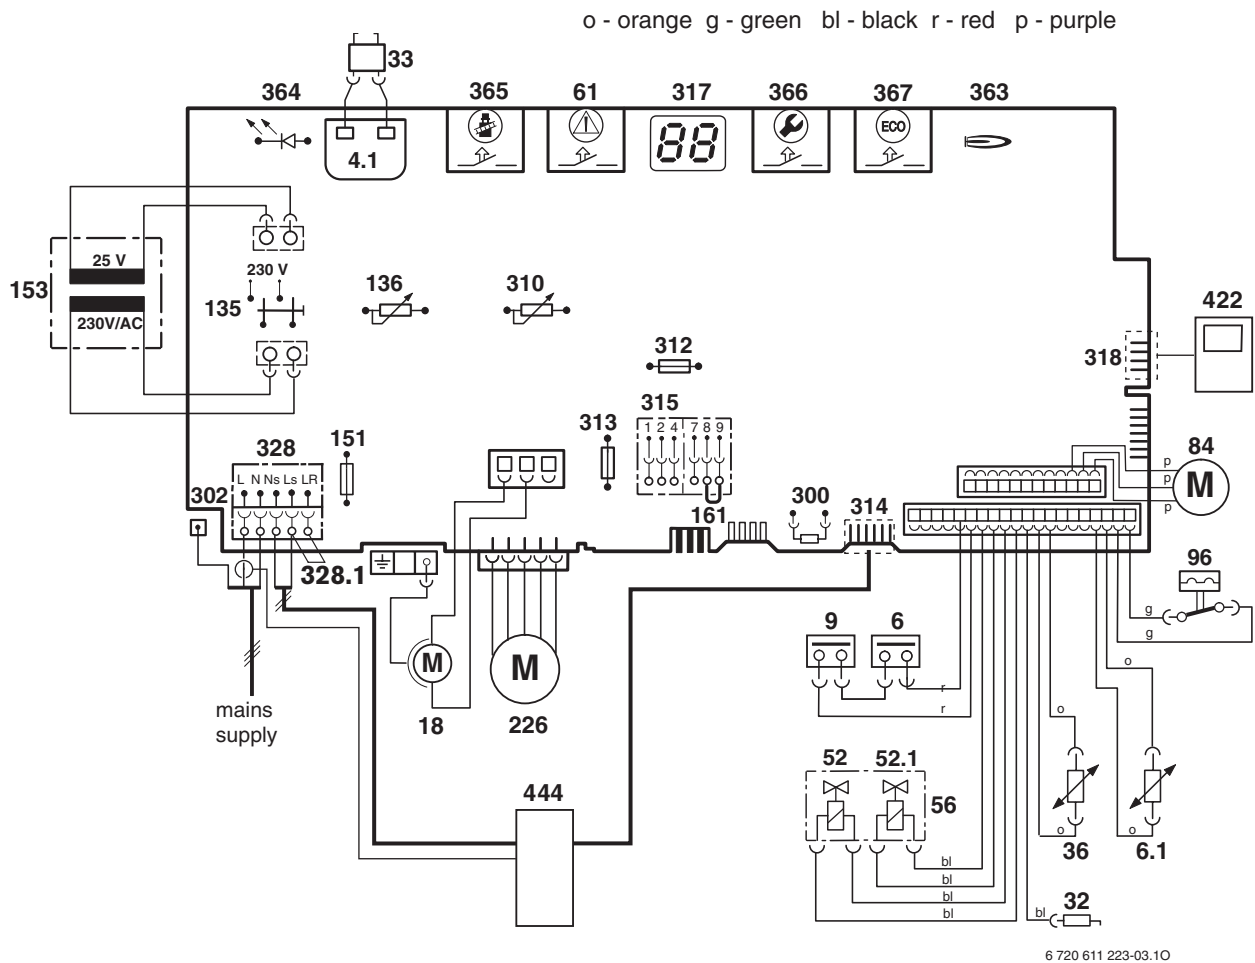 o - orange g - green bl - black r - red p - purple
33
364
365
61
317
366
367
363
4.1
88
ECO
25 V
153
230 V
135
230V/AC
136
310
422
318
312
315
1 2 4 7 8 9
313
151
328
L N Ns Ls LR
302
84
p
p
M
p
161
300
314
328.1
96
g
g
9
6
o
r
r
M
M
mains
supply
18
226
o
52
52.1
56
444
o
o
36
6.1
bl
bl
bl
bl
bl
32
6 720 611 223-03.1O